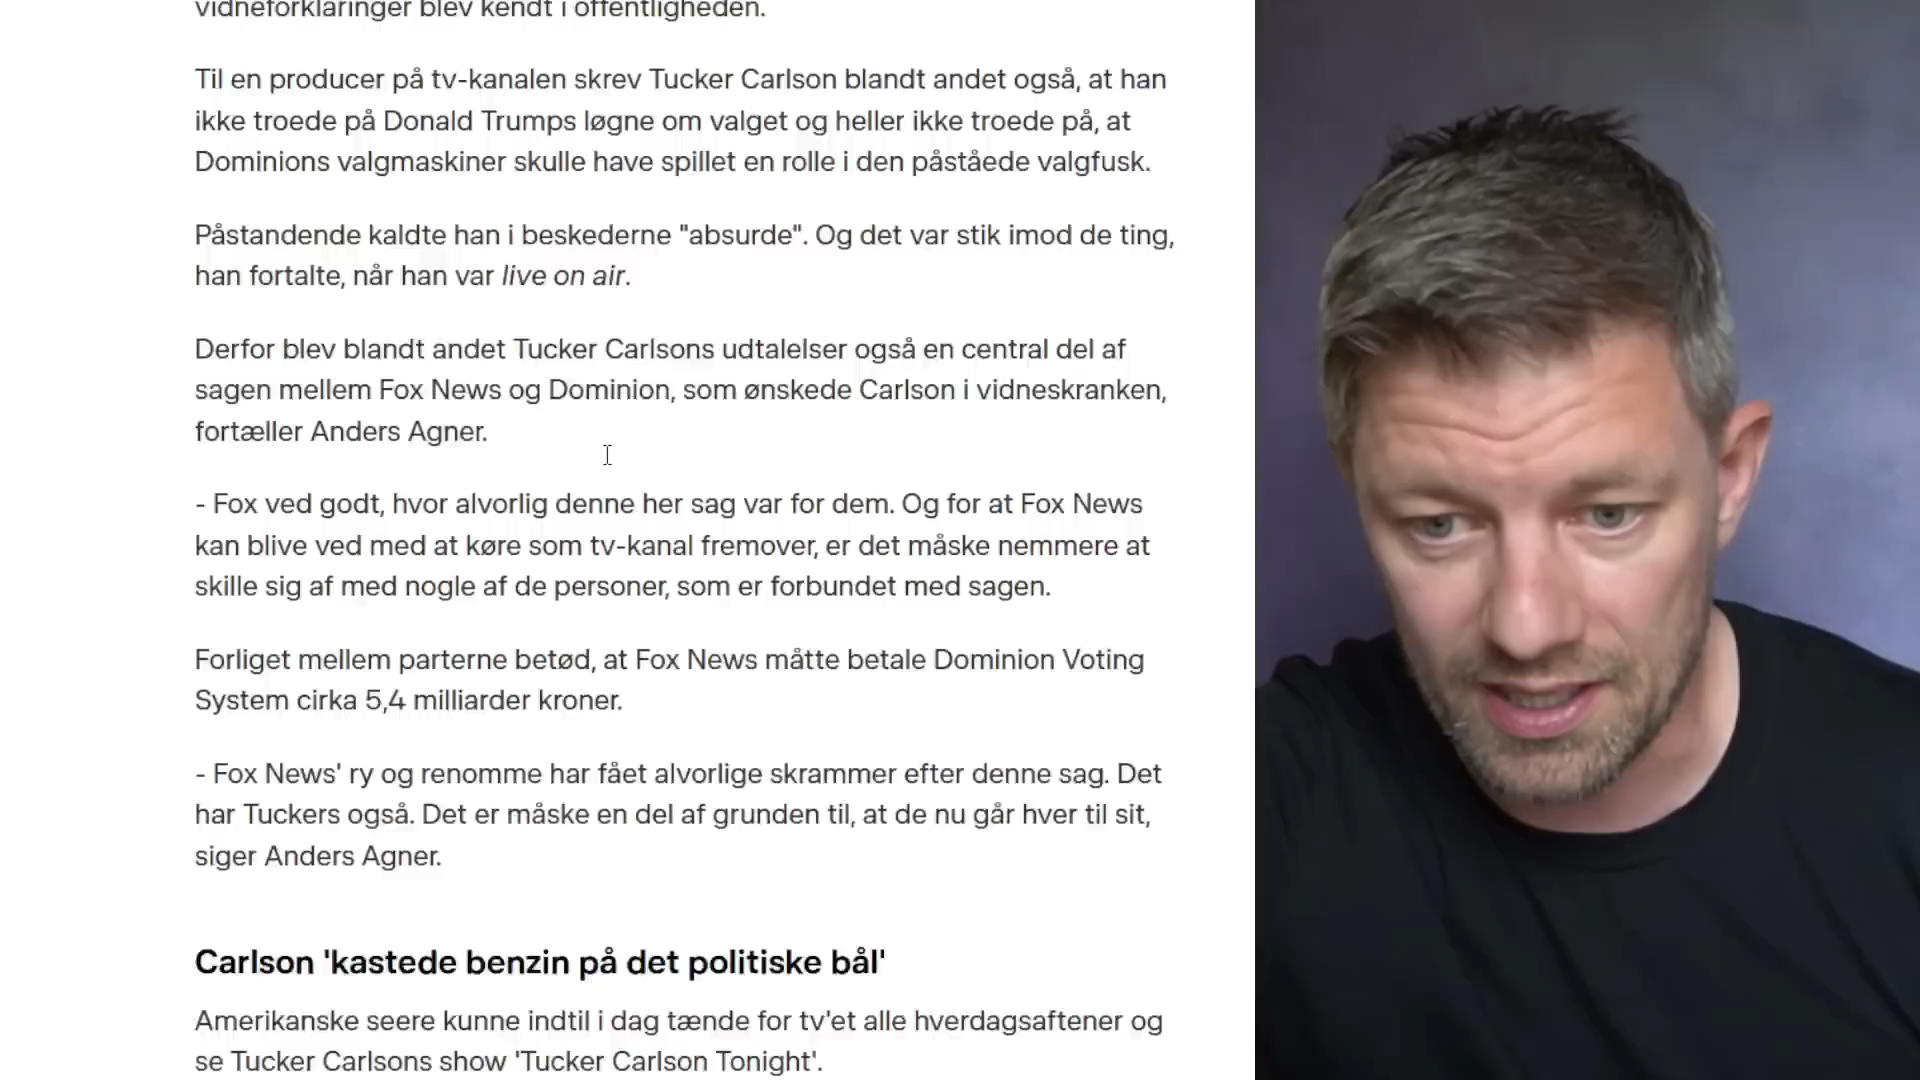 vidneforklaringer blev kendt i offentligheden.
Til en producer på tv-kanalen skrev Tucker Carlson blandt andet også, at han
ikke troede på Donald Trumps løgne om valget og heller ikke troede på, at
Dominions valgmaskiner skulle have spillet en rolle i den påståede valgfusk.
Påstandende kaldte han i beskederne "absurde". Og det var stik imod de ting,
han fortalte, når han var live on air.
Derfor blev blandt andet Tucker Carlsons udtalelser også en central del af
sagen mellem Fox News og Dominion, som ønskede Carlson i vidneskranken,
fortæller Anders Agner.
- Fox ved godt, hvor alvorlig denne her sag var for dem. Og for at Fox News
kan blive ved med at køre som tv-kanal fremover, er det måske nemmere at
skille sig af med nogle af de personer, som er forbundet med sagen.
Forliget mellem parterne betød, at Fox News måtte betale Dominion Voting
System cirka 5,4 milliarder kroner.
- Fox News' ry og renomme har fået alvorlige skrammer efter denne sag. Det
har Tuckers også. Det er måske en del af grunden til, at de nu går hver til sit,
siger Anders Agner.
Carlson 'kastede benzin på det politiske bål'
Amerikanske seere kunne indtil i dag tænde for tv'et alle hverdagsaftener og
se Tucker Carlsons show 'Tucker Carlson Tonight'.